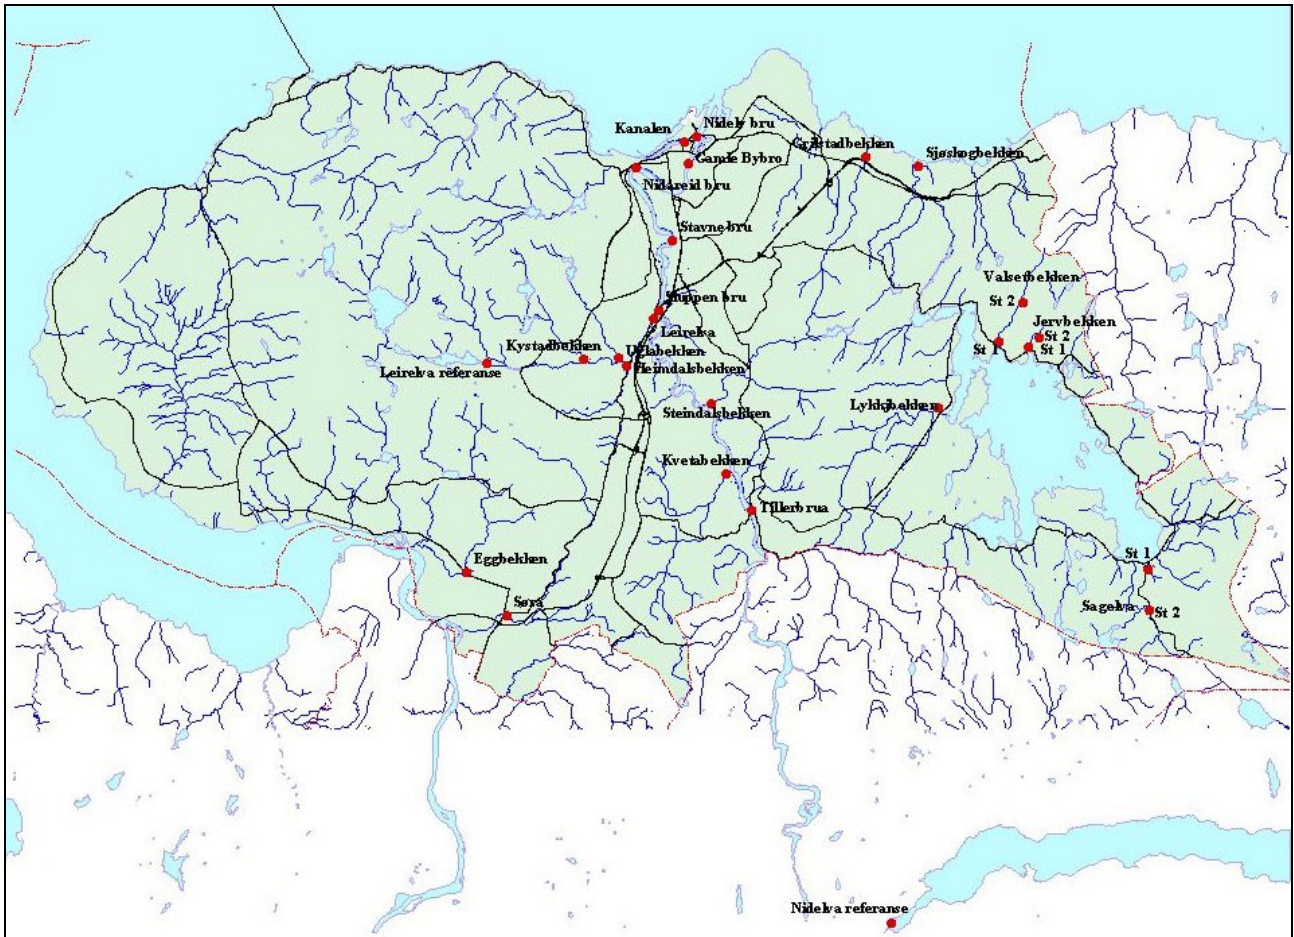 Kanalen
Nidelv bru
Gamle Bybro
Grilstadbekken
Sjøskogbekken
Nidareid bru
Stavne bru
Valsetbekken
St 2
Sluppen bru
Jervbekken
Leirelva
St 2
St 1
St 1
Kystadbekken
Uglabekken
Leirelva referanse
Heimdalsbekken
Lykkjbekken
Steindalsbekken
Kvetabekken
Tillerbrua
St 1
Eggbekken
Søra
Sagelva
St 2
Nidelva referanse